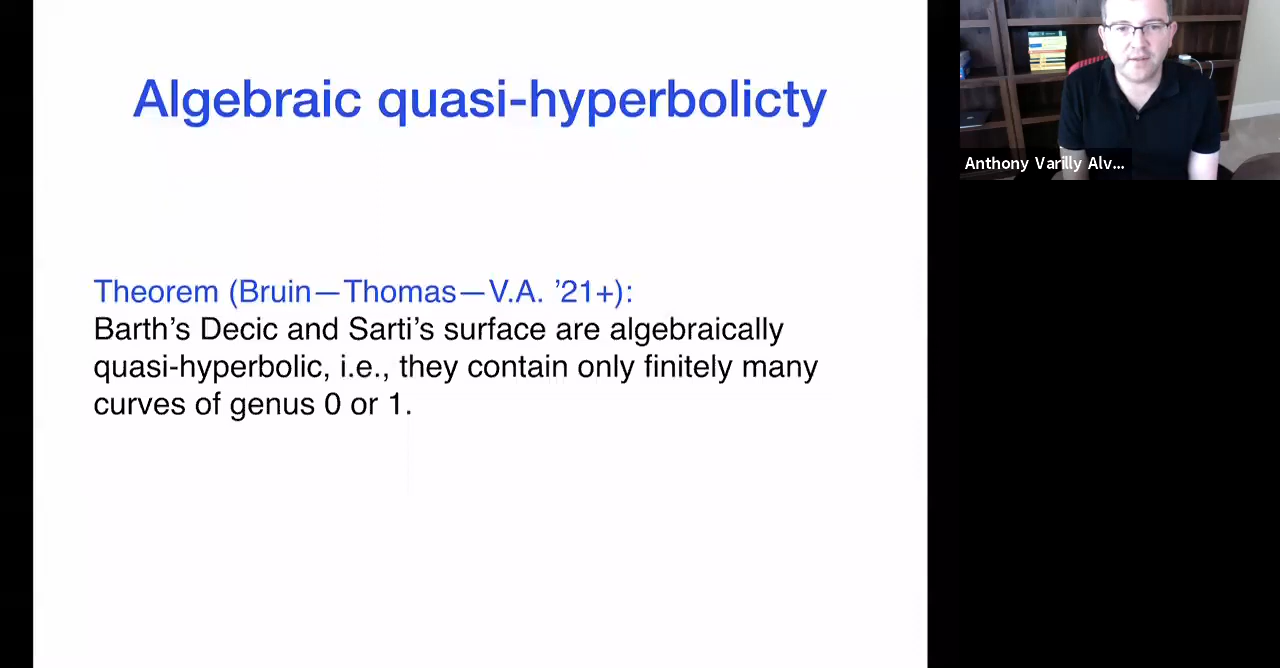 Algebraic quasi-hyperbolicty
Theorem (Bruin—Thomas—V.A. ’21+):
Barth’s Decic and Sarti’s surface are algebraically
quasi-hyperbolic, i.e., they contain only finitely many
curves of genus 0 or 1.
Anthony Varilly Alv...